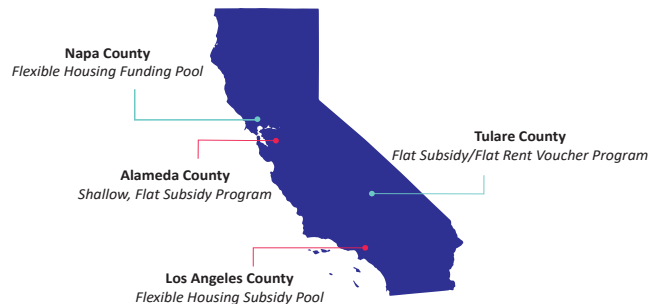 Napa County
Flexible Housing Funding Pool
Tulare County
Flat Subsidy/Flat Rent Voucher Program
Alameda County
Shallow, Flat Subsidy Program
Los Angeles County
Flexible Housing Subsidy Pool